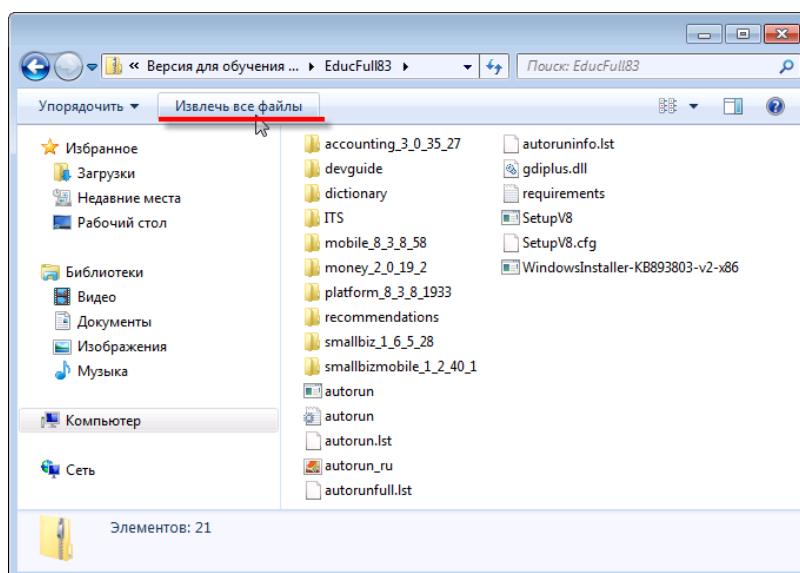 « Версия для обучения ... ▸ EducFull83 ▸
Поиск: EducFull83
Упорядочить
Извлечь все файлы
Избранное
Загрузки
Недавние места
Рабочий стол
Библиотеки
Видео
Документы
Изображения
Музыка
Компьютер
Сеть
accounting_3_0_35_27
devguide
dictionary
ITS
mobile_8_3_8_58
money_2_0_19_2
platform_8_3_8_1933
recommendations
smallbiz_1_6_5_28
smallbizmobile_1_2_40_1
autorun
autorun
autorun.lst
autorun_ru
autorunfull.lst
autoruninfo.lst
gdiplus.dll
requirements
SetupV8
SetupV8.cfg
WindowsInstaller-KB893803-v2-x86
Элементов: 21